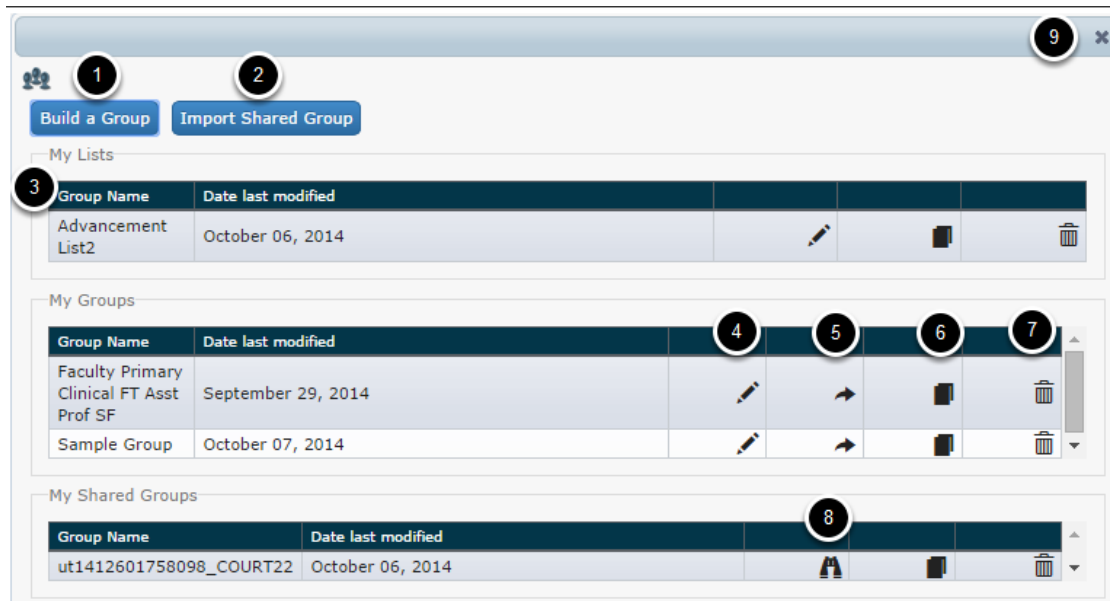 9
1 2
Build a Group Import Shared Group
My Lists
3
Group Name Date last modified
Advancement
List2 October 06, 2014
My Groups
4 5 6 7
Group Name Date last modified
Faculty Primary
Clinical FT Asst September 29, 2014
Prof SF
Sample Group October 07, 2014
My Shared Groups
8
Group Name Date last modified
ut1412601758098_COURT22 October 06, 2014